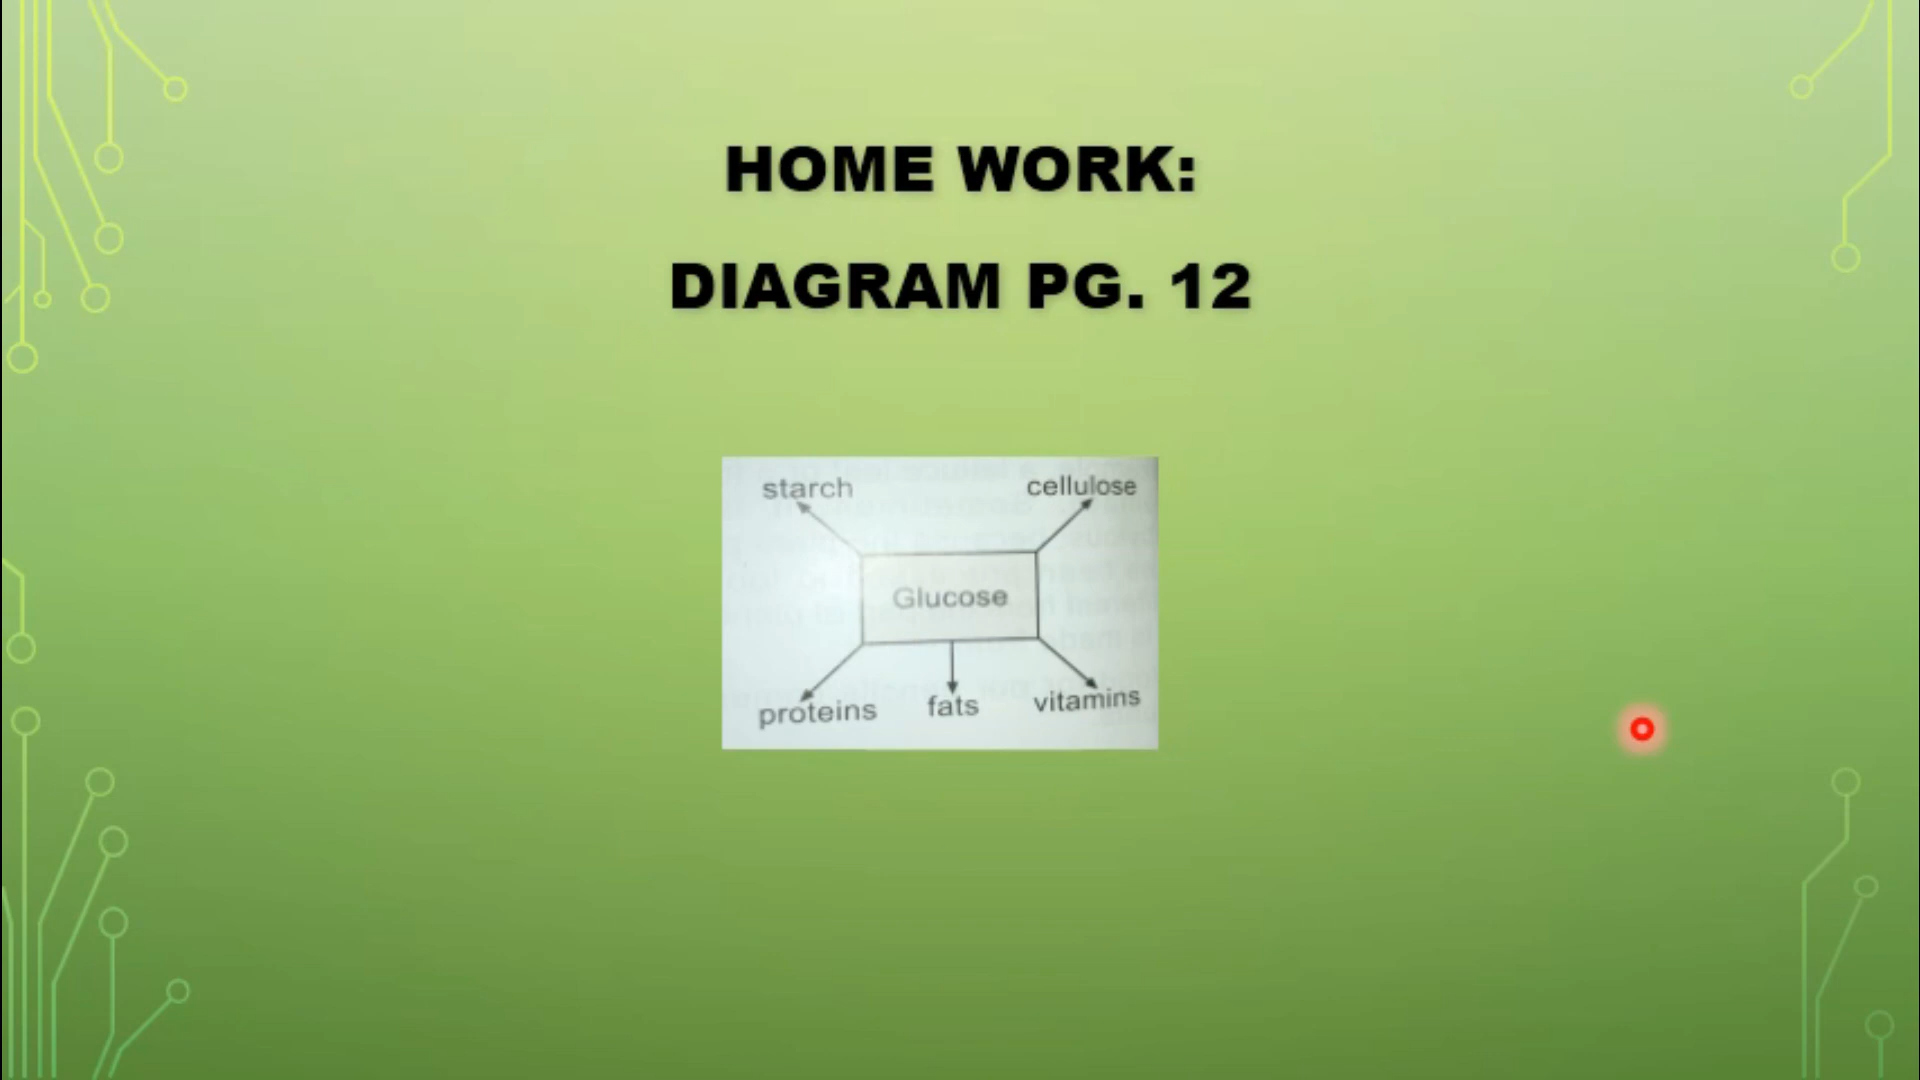 HOME WORK:
DIAGRAM PG. 12
starch
cellulose
Glucose
proteins
fats
vitamins